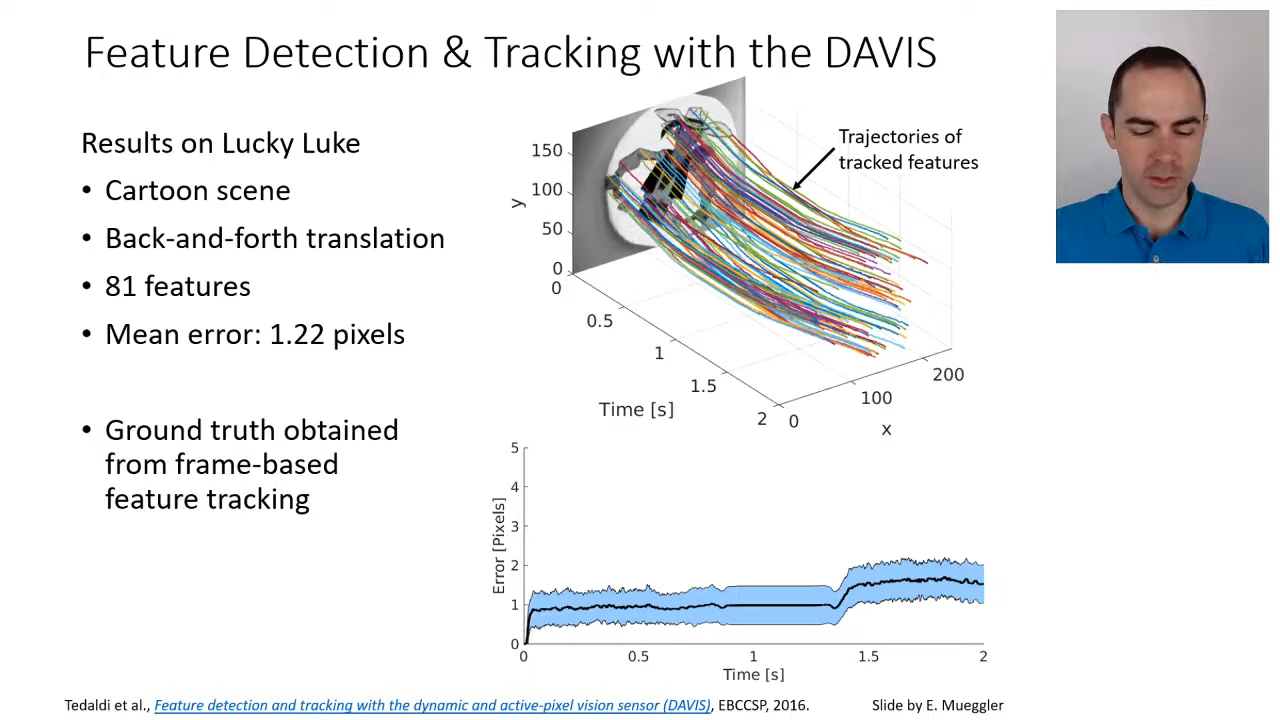 Feature Detection & Tracking with the DAVIS
Results on Lucky Luke
• Cartoon scene
• Back-and-forth translation
• 81 features
• Mean error: 1.22 pixels
• Ground truth obtained
from frame-based
feature tracking
Trajectories of
tracked features
150
100
50
0
y
0
0.5
1
1.5
2
Time [s]
0
100
200
x
5
4
3
2
1
0
Error [Pixels]
0
0.5
1
1.5
2
Time [s]
Tedaldi et al., Feature detection and tracking with the dynamic and active-pixel vision sensor (DAVIS), EBCCSP, 2016.
Slide by E. Mueggler